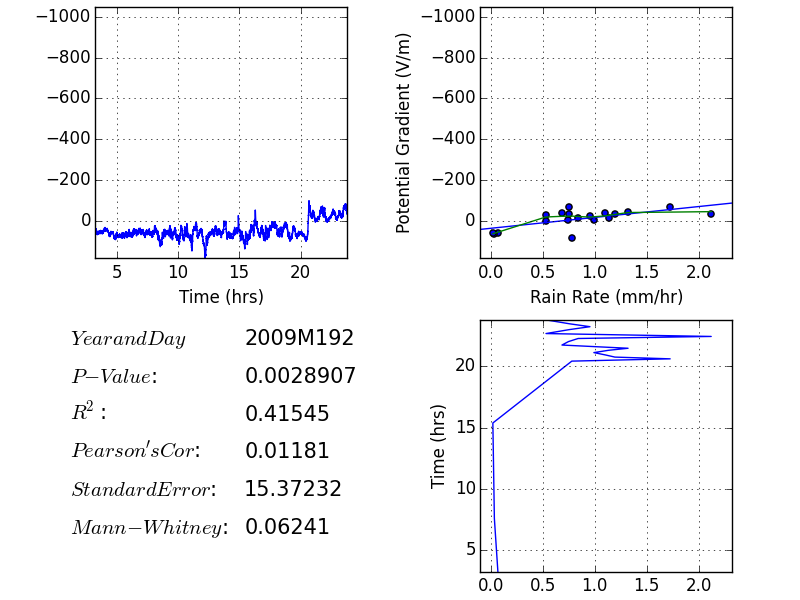 −1000
−800
−600
−400
−200
0
5 10 15 20
Time (hrs)
Potential Gradient (V/m)
−1000
−800
−600
−400
−200
0
0.0 0.5 1.0 1.5 2.0
Rain Rate (mm/hr)
YearandDay 2009M192
P−Value: 0.0028907
R²: 0.41545
Pearson'sCor: 0.01181
StandardError: 15.37232
Mann−Whitney: 0.06241
Time (hrs)
20
15
10
5
0.0 0.5 1.0 1.5 2.0